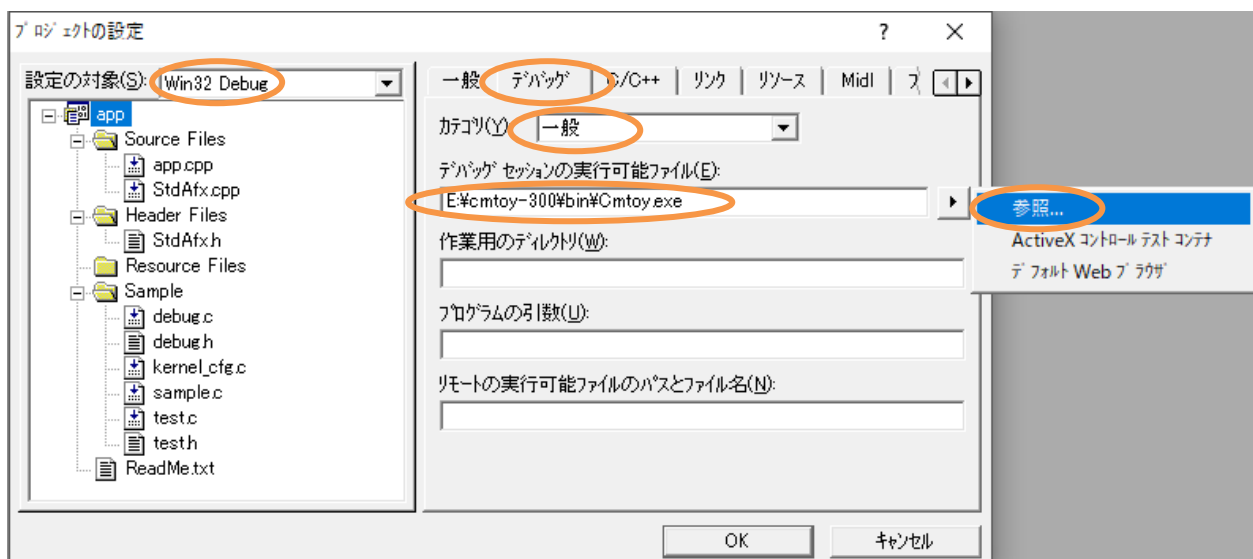 プロジェクトの設定
?
設定の対象(S):
Win32 Debug
app
Source Files
app.cpp
StdAfx.cpp
Header Files
StdAfx.h
Resource Files
Sample
debug.c
debug.h
kernel_cfg.c
sample.c
test.c
test.h
ReadMe.txt
一般
デバッグ
C/C++
リンク
リソース
Midl
カテゴリ(Y)
一般
デバッグ セッションの実行可能ファイル(E):
E:¥cmtoy-300¥bin¥Cmtoy.exe
参照...
ActiveX コントロール テスト コンテナ
デフォルト Web ブラウザ
作業用のディレクトリ(W):
プログラムの引数(U):
リモートの実行可能ファイルのパスとファイル名(N):
OK
キャンセル